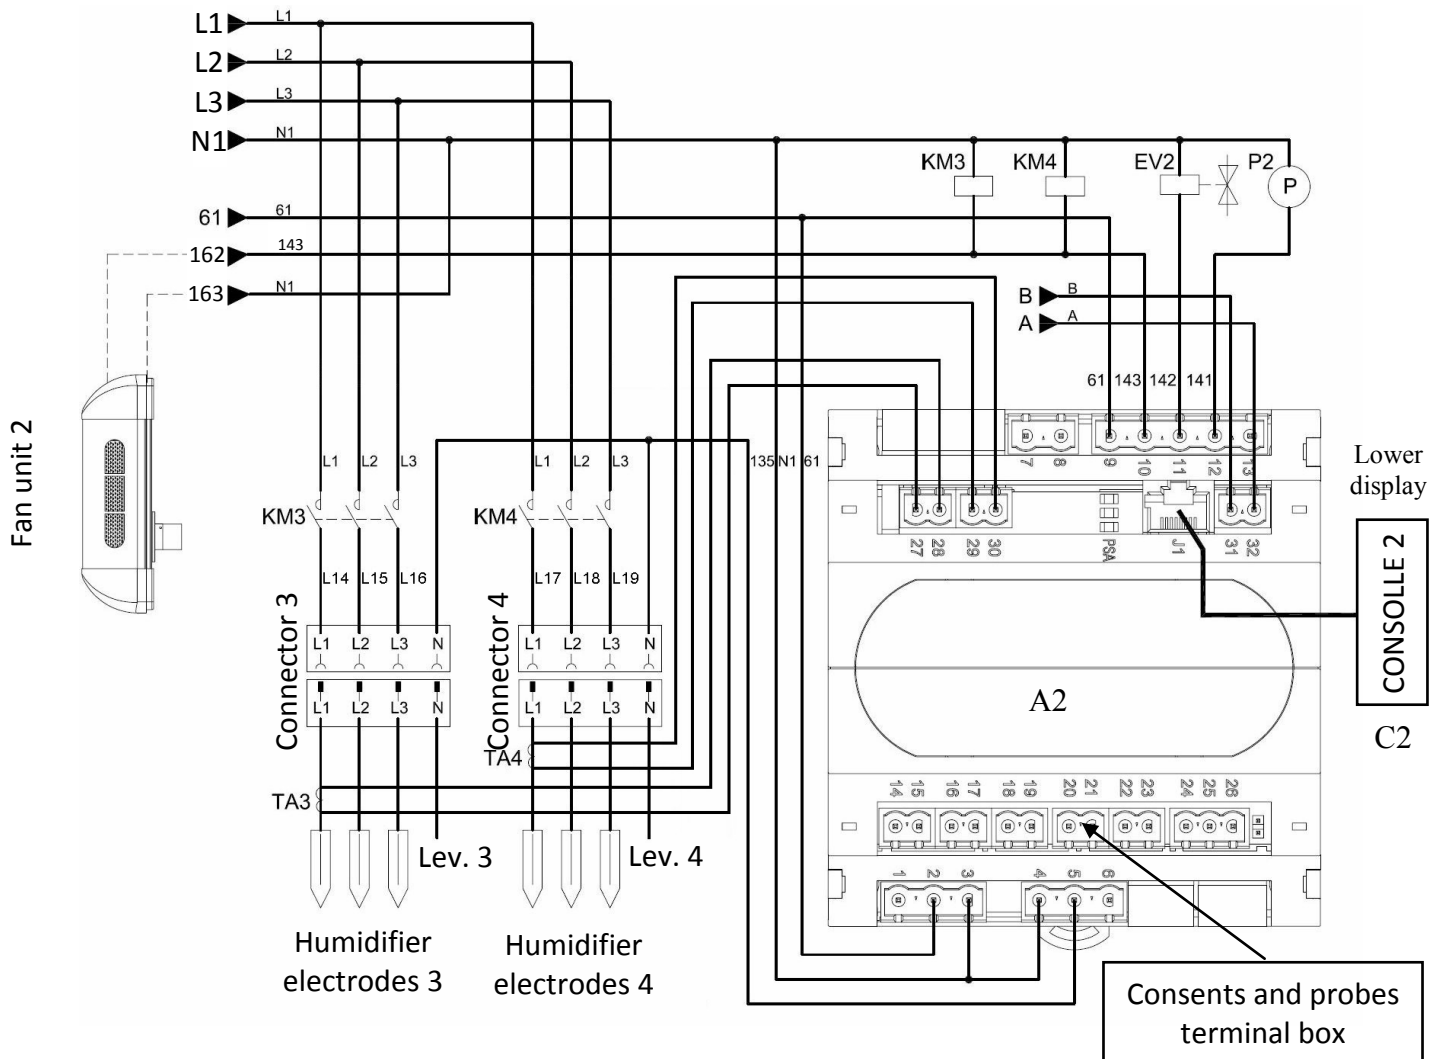 L1 L1
L2 L2
L3 L3
N1 N1
KM3 KM4 EV2 P2
P
61 61
162 143
163 N1
B B
A A
61 143 142 141
Fan unit 2
7 8 9 10 11 12 13
L1 L2 L3 L1 L2 L3 135 N1 61
Lower
display
KM3 KM4
27 28 29 30 PSA J1 31 32
CONSOLLE 2
C2
L14 L15 L16 L17 L18 L19
Connector 3
L1 L2 L3 N
L1 L2 L3 N
Connector 4
L1 L2 L3 N
L1 L2 L3 N
A2
TA4
TA3
14 15 16 17 18 19 20 21 22 23 24 25 26
Lev. 3 Lev. 4
1 2 3 4 5 6
Humidifier
electrodes 3
Humidifier
electrodes 4
Consents and probes
terminal box